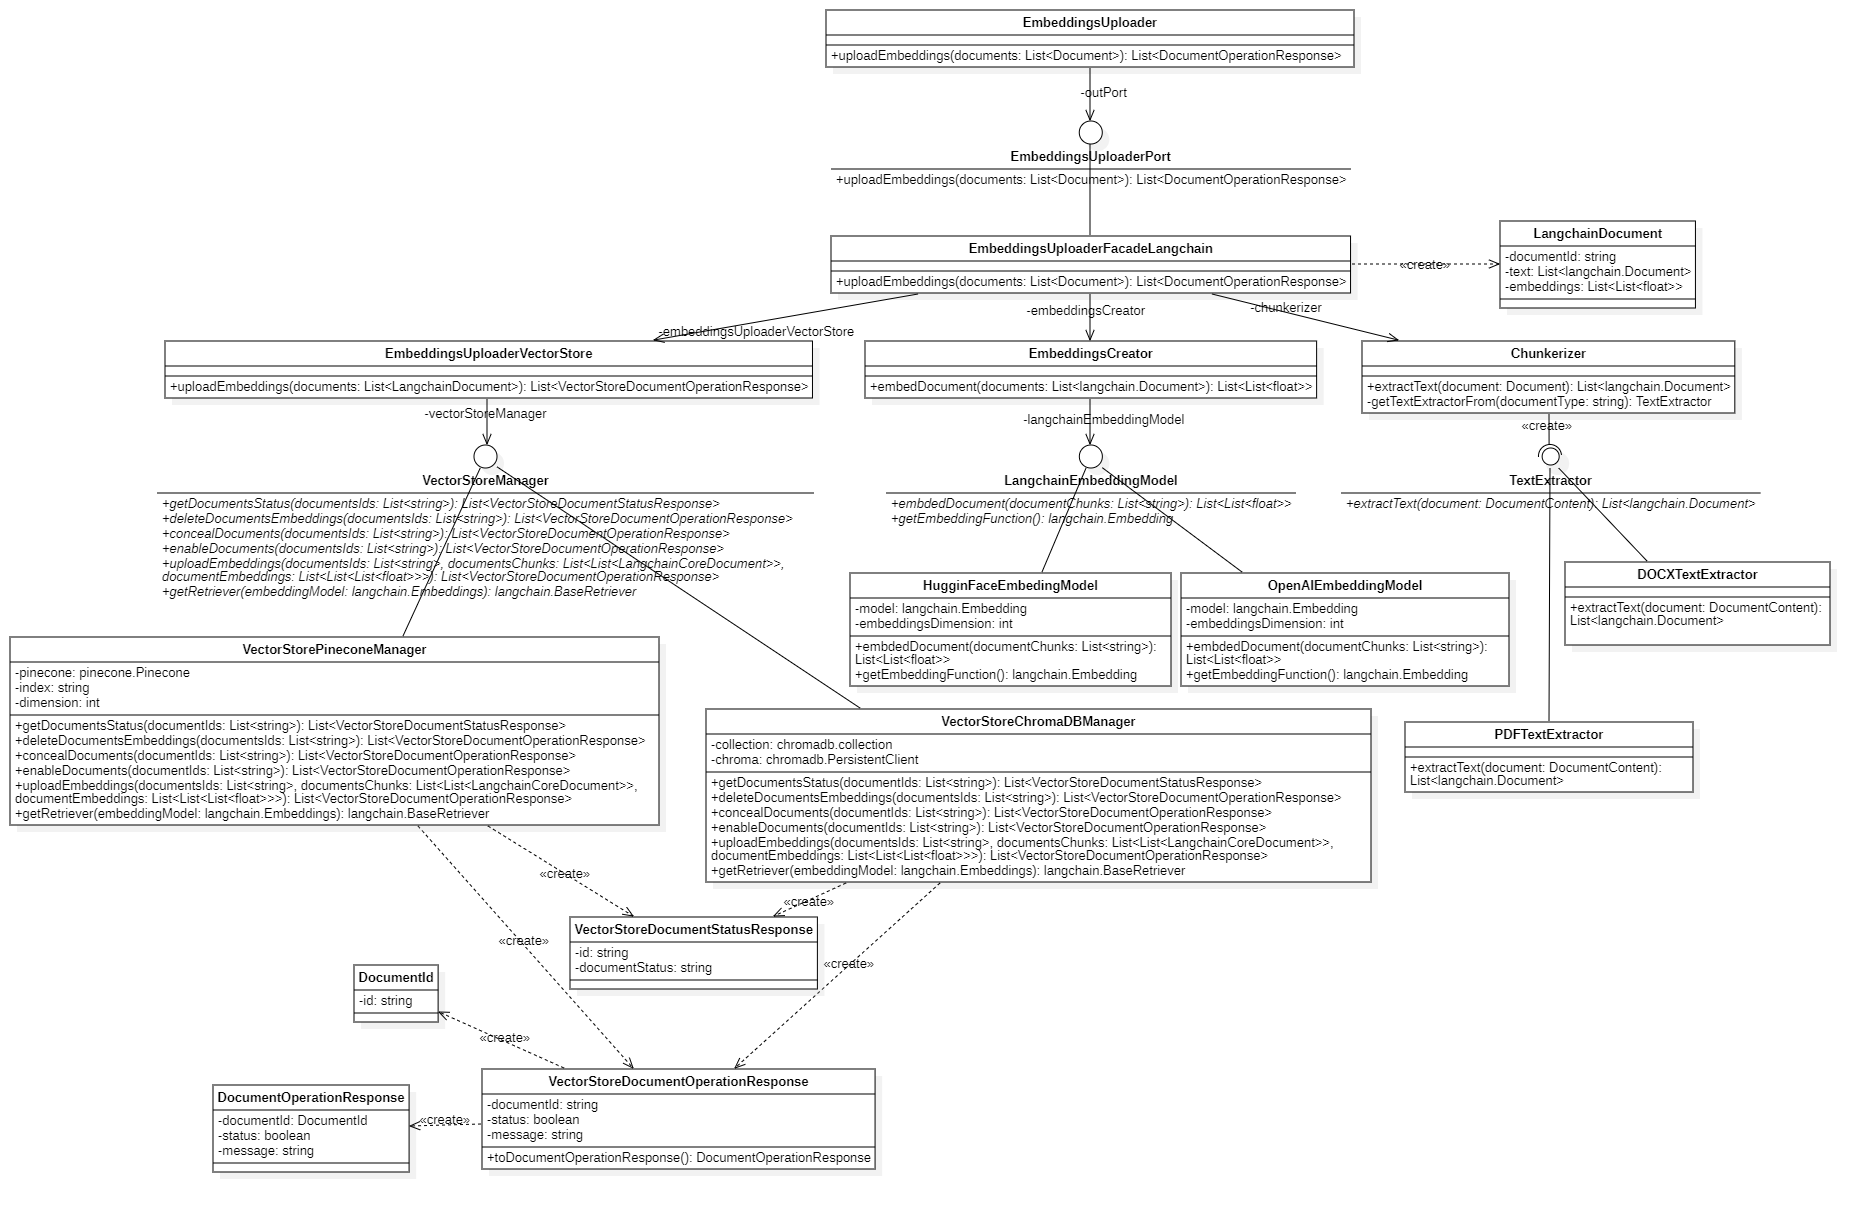 EmbeddingsUploader
+uploadEmbeddings(documents: List<Document>): List<DocumentOperationResponse>
-outPort
EmbeddingsUploaderPort
+uploadEmbeddings(documents: List<Document>): List<DocumentOperationResponse>
EmbeddingsUploaderFacadeLangchain
+uploadEmbeddings(documents: List<Document>): List<DocumentOperationResponse>
«create»
LangchainDocument
-documentId: string
-text: List<langchain.Document>
-embeddings: List<List<float>>
-embeddingsUploaderVectorStore
-embeddingsCreator
-chunkerizer
EmbeddingsUploaderVectorStore
+uploadEmbeddings(documents: List<LangchainDocument>): List<VectorStoreDocumentOperationResponse>
-vectorStoreManager
EmbeddingsCreator
+embedDocument(documents: List<langchain.Document>): List<List<float>>
-langchainEmbeddingModel
Chunkerizer
+extractText(document: Document): List<langchain.Document>
-getTextExtractorFrom(documentType: string): TextExtractor
«create»
VectorStoreManager
+getDocumentsStatus(documentsIds: List<string>): List<VectorStoreDocumentStatusResponse>
+deleteDocumentsEmbeddings(documentsIds: List<string>): List<VectorStoreDocumentOperationResponse>
+concealDocuments(documentsIds: List<string>): List<VectorStoreDocumentOperationResponse>
+enableDocuments(documentsIds: List<string>): List<VectorStoreDocumentOperationResponse>
+uploadEmbeddings(documentsIds: List<string>, documentsChunks: List<List<LangchainCoreDocument>>,
documentEmbeddings: List<List<List<float>>>): List<VectorStoreDocumentOperationResponse>
+getRetriever(embeddingModel: langchain.Embeddings): langchain.BaseRetriever
LangchainEmbeddingModel
+embdedDocument(documentChunks: List<string>): List<List<float>>
+getEmbeddingFunction(): langchain.Embedding
TextExtractor
+extractText(document: DocumentContent): List<langchain.Document>
HugginFaceEmbedingModel
-model: langchain.Embedding
-embeddingsDimension: int
+embdedDocument(documentChunks: List<string>):
List<List<float>>
+getEmbeddingFunction(): langchain.Embedding
OpenAIEmbeddingModel
-model: langchain.Embedding
-embeddingsDimension: int
+embdedDocument(documentChunks: List<string>):
List<List<float>>
+getEmbeddingFunction(): langchain.Embedding
DOCXTextExtractor
+extractText(document: DocumentContent):
List<langchain.Document>
PDFTextExtractor
+extractText(document: DocumentContent):
List<langchain.Document>
VectorStorePineconeManager
-pinecone: pinecone.Pinecone
-index: string
-dimension: int
+getDocumentsStatus(documentIds: List<string>): List<VectorStoreDocumentStatusResponse>
+deleteDocumentsEmbeddings(documentsIds: List<string>): List<VectorStoreDocumentOperationResponse>
+concealDocuments(documentIds: List<string>): List<VectorStoreDocumentOperationResponse>
+enableDocuments(documentIds: List<string>): List<VectorStoreDocumentOperationResponse>
+uploadEmbeddings(documentsIds: List<string>, documentsChunks: List<List<LangchainCoreDocument>>,
documentEmbeddings: List<List<List<float>>>): List<VectorStoreDocumentOperationResponse>
+getRetriever(embeddingModel: langchain.Embeddings): langchain.BaseRetriever
VectorStoreChromaDBManager
-collection: chromadb.collection
-chroma: chromadb.PersistentClient
+getDocumentsStatus(documentIds: List<string>): List<VectorStoreDocumentStatusResponse>
+deleteDocumentsEmbeddings(documentsIds: List<string>): List<VectorStoreDocumentOperationResponse>
+concealDocuments(documentIds: List<string>): List<VectorStoreDocumentOperationResponse>
+enableDocuments(documentIds: List<string>): List<VectorStoreDocumentOperationResponse>
+uploadEmbeddings(documentsIds: List<string>, documentsChunks: List<List<LangchainCoreDocument>>,
documentEmbeddings: List<List<List<float>>>): List<VectorStoreDocumentOperationResponse>
+getRetriever(embeddingModel: langchain.Embeddings): langchain.BaseRetriever
«create»
«create»
«create»
«create»
VectorStoreDocumentStatusResponse
-id: string
-documentStatus: string
DocumentId
-id: string
«create»
DocumentOperationResponse
-documentId: DocumentId
-status: boolean
-message: string
«create»
VectorStoreDocumentOperationResponse
-documentId: string
-status: boolean
-message: string
+toDocumentOperationResponse(): DocumentOperationResponse